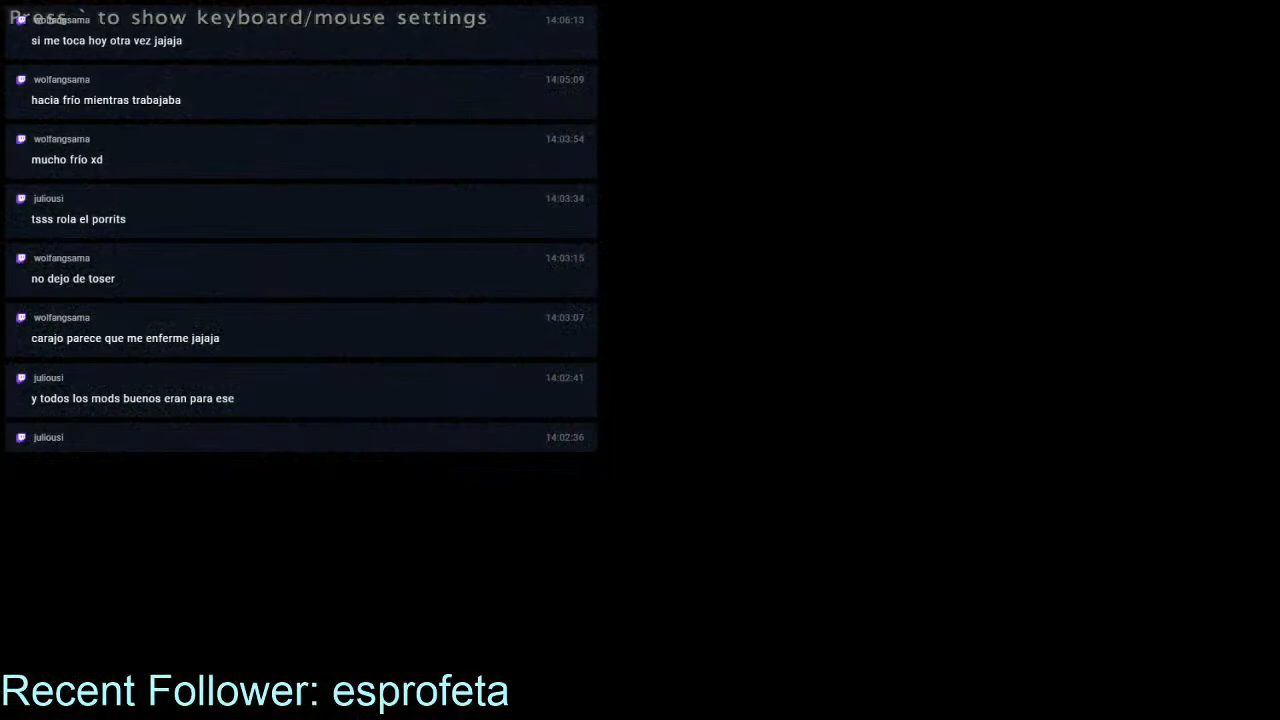 Press ` to show keyboard/mouse settings
wolfangsama 14:06:13
si me toca hoy otra vez jajaja
wolfangsama 14:05:09
hacia frío mientras trabajaba
wolfangsama 14:03:54
mucho frío xd
juliousi 14:03:34
tsss rola el porrits
wolfangsama 14:03:15
no dejo de toser
wolfangsama 14:03:07
carajo parece que me enferme jajaja
juliousi 14:02:41
y todos los mods buenos eran para ese
juliousi 14:02:36
Recent Follower: esprofeta